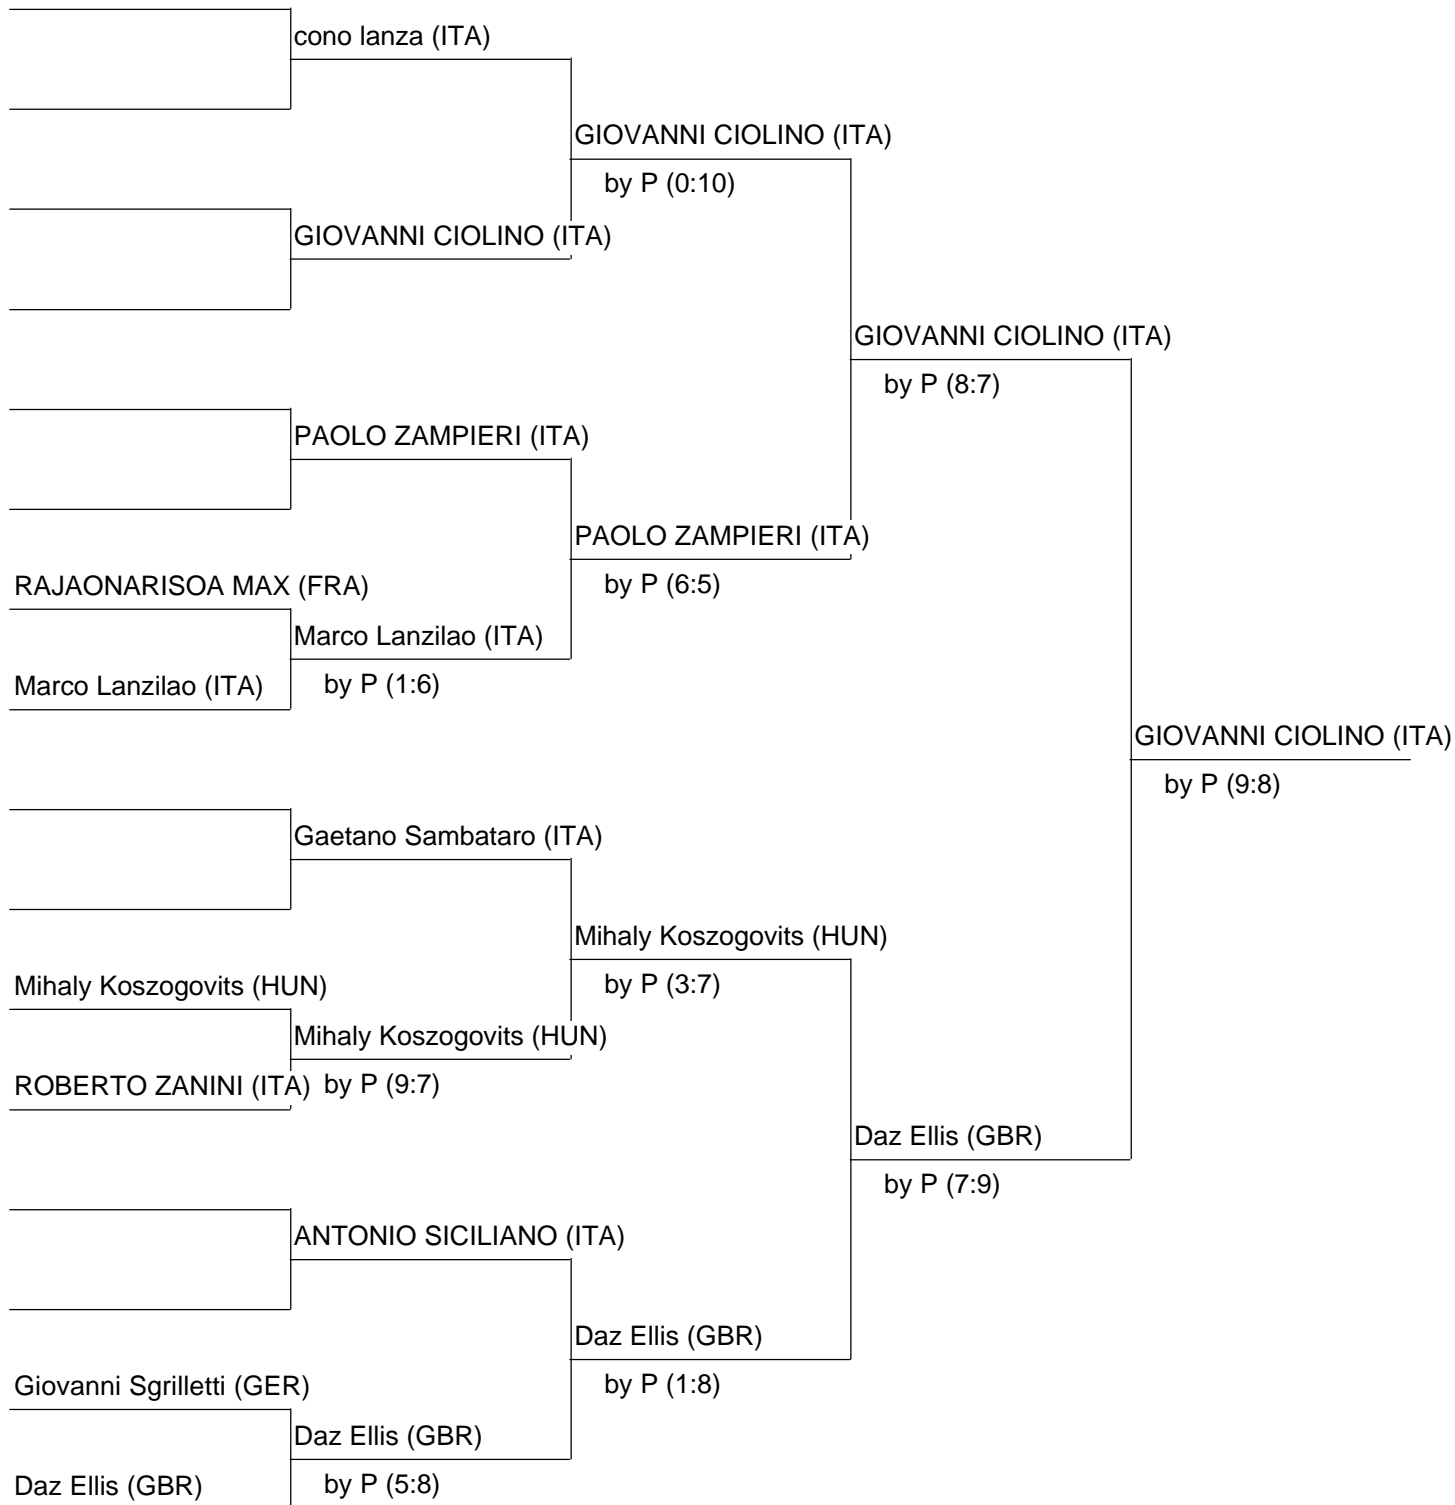 cono lanza (ITA)
GIOVANNI CIOLINO (ITA)
by P (0:10)
GIOVANNI CIOLINO (ITA)
GIOVANNI CIOLINO (ITA)
by P (8:7)
PAOLO ZAMPIERI (ITA)
PAOLO ZAMPIERI (ITA)
by P (6:5)
RAJAONARISOA MAX (FRA)
Marco Lanzilao (ITA)
by P (1:6)
Marco Lanzilao (ITA)
GIOVANNI CIOLINO (ITA)
by P (9:8)
Gaetano Sambataro (ITA)
Mihaly Koszogovits (HUN)
by P (3:7)
Mihaly Koszogovits (HUN)
Mihaly Koszogovits (HUN)
by P (9:7)
ROBERTO ZANINI (ITA)
Daz Ellis (GBR)
by P (7:9)
ANTONIO SICILIANO (ITA)
Daz Ellis (GBR)
by P (1:8)
Giovanni Sgrilletti (GER)
Daz Ellis (GBR)
by P (5:8)
Daz Ellis (GBR)